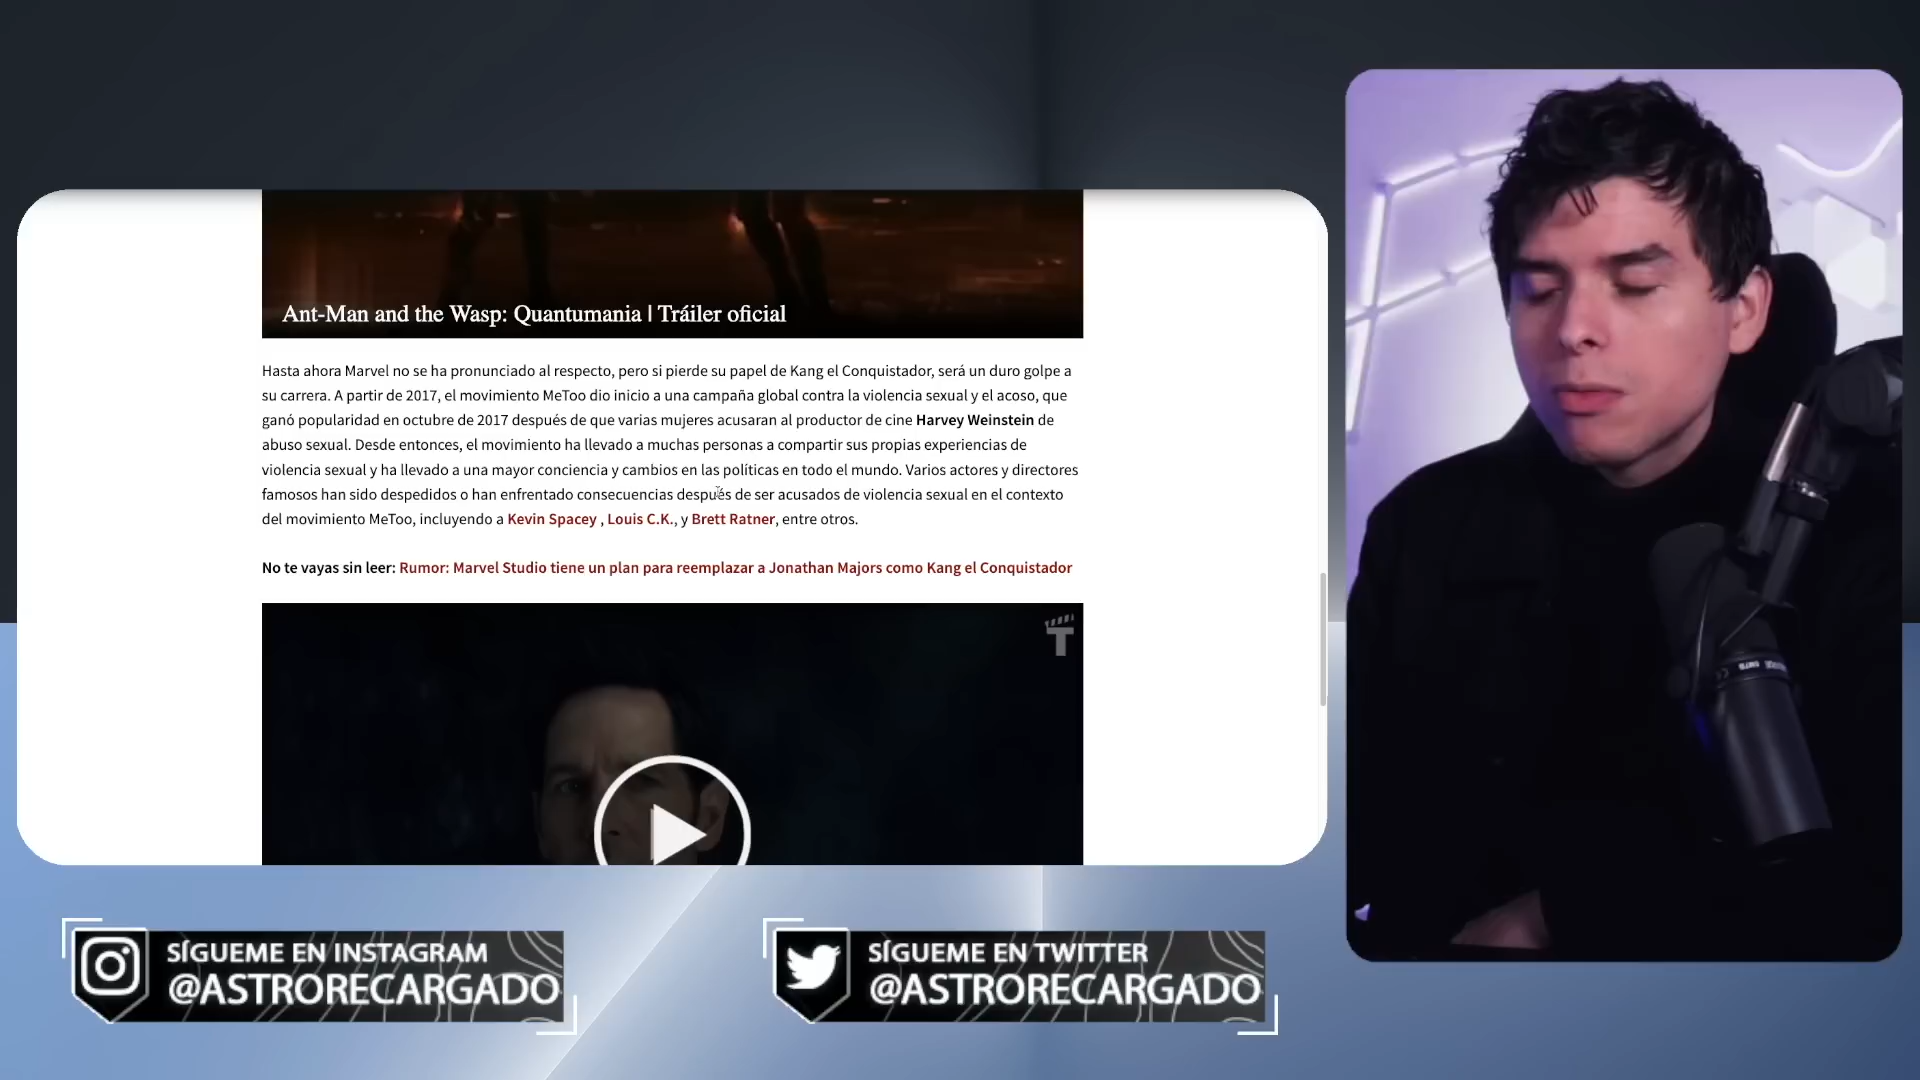 Ant-Man and the Wasp: Quantumania | Tráiler oficial
Hasta ahora Marvel no se ha pronunciado al respecto, pero si pierde su papel de Kang el Conquistador, será un duro golpe a
su carrera. A partir de 2017, el movimiento MeToo dio inicio a una campaña global contra la violencia sexual y el acoso, que
ganó popularidad en octubre de 2017 después de que varias mujeres acusaran al productor de cine Harvey Weinstein de
abuso sexual. Desde entonces, el movimiento ha llevado a muchas personas a compartir sus propias experiencias de
violencia sexual y ha llevado a una mayor conciencia y cambios en las políticas en todo el mundo. Varios actores y directores
famosos han sido despedidos o han enfrentado consecuencias después de ser acusados de violencia sexual en el contexto
del movimiento MeToo, incluyendo a Kevin Spacey , Louis C.K., y Brett Ratner, entre otros.
No te vayas sin leer: Rumor: Marvel Studio tiene un plan para reemplazar a Jonathan Majors como Kang el Conquistador
T
SÍGUEME EN INSTAGRAM
@ASTRORECARGADO
SÍGUEME EN TWITTER
@ASTRORECARGADO